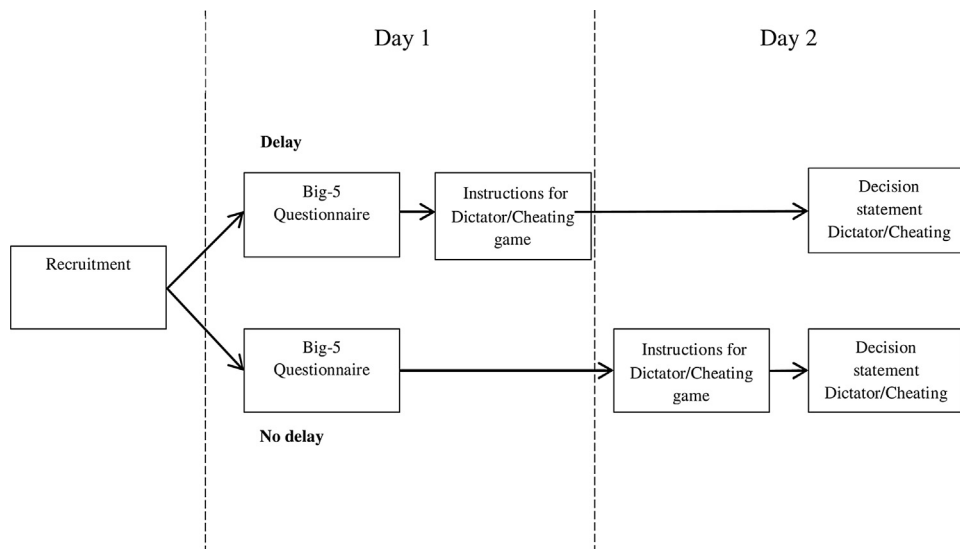 Day 1
Day 2
Delay
Big-5
Questionnaire
Instructions for
Dictator/Cheating
game
Decision
statement
Dictator/Cheating
Recruitment
Big-5
Questionnaire
Instructions for
Dictator/Cheating
game
Decision
statement
Dictator/Cheating
No delay